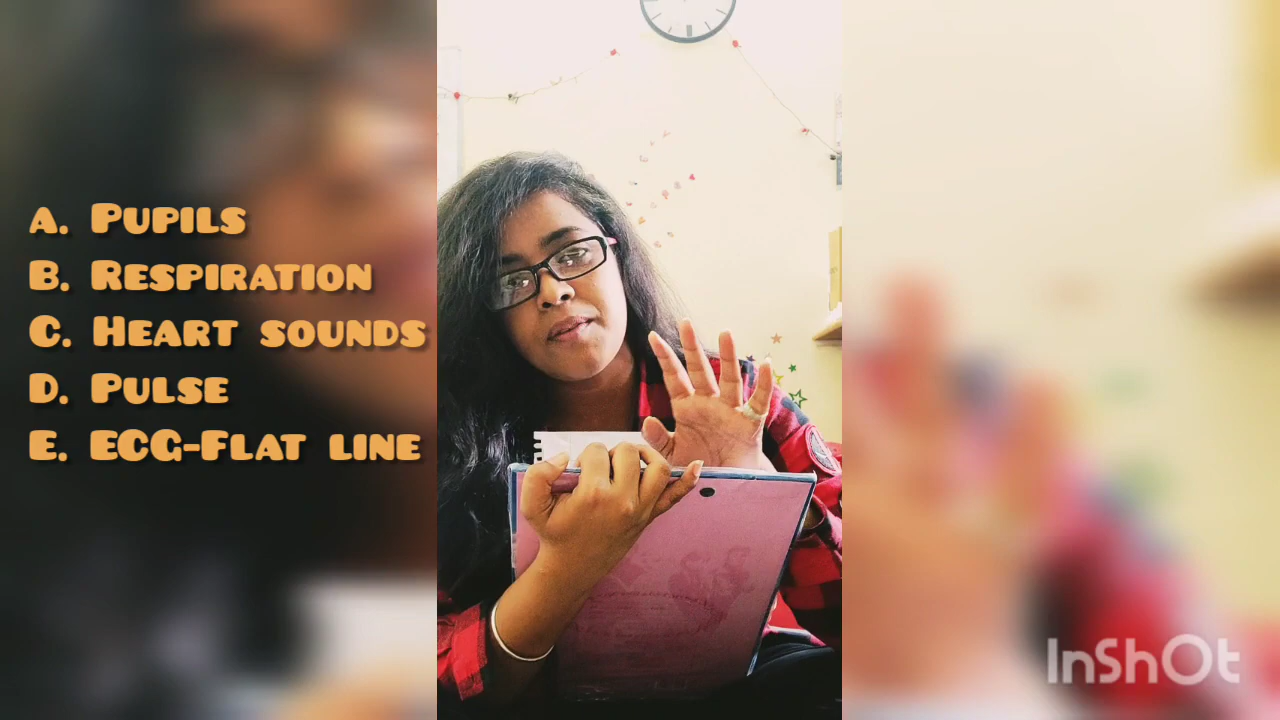 A. Pupils
B. Respiration
C. Heart sounds
D. Pulse
E. ECG-Flat line
InShOt